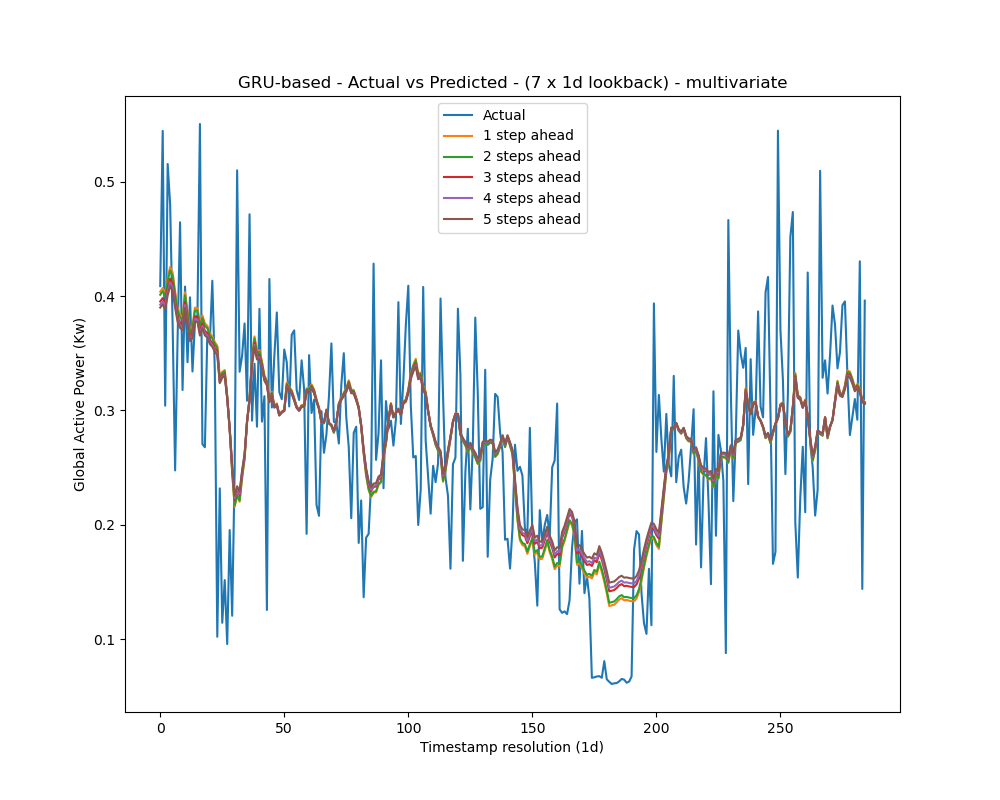 GRU-based - Actual vs Predicted - (7 x 1d lookback) - multivariate
Actual
1 step ahead
2 steps ahead
3 steps ahead
4 steps ahead
5 steps ahead
Global Active Power (Kw)
0.5
0.4
0.3
0.2
0.1
0
50
100
150
200
250
Timestamp resolution (1d)